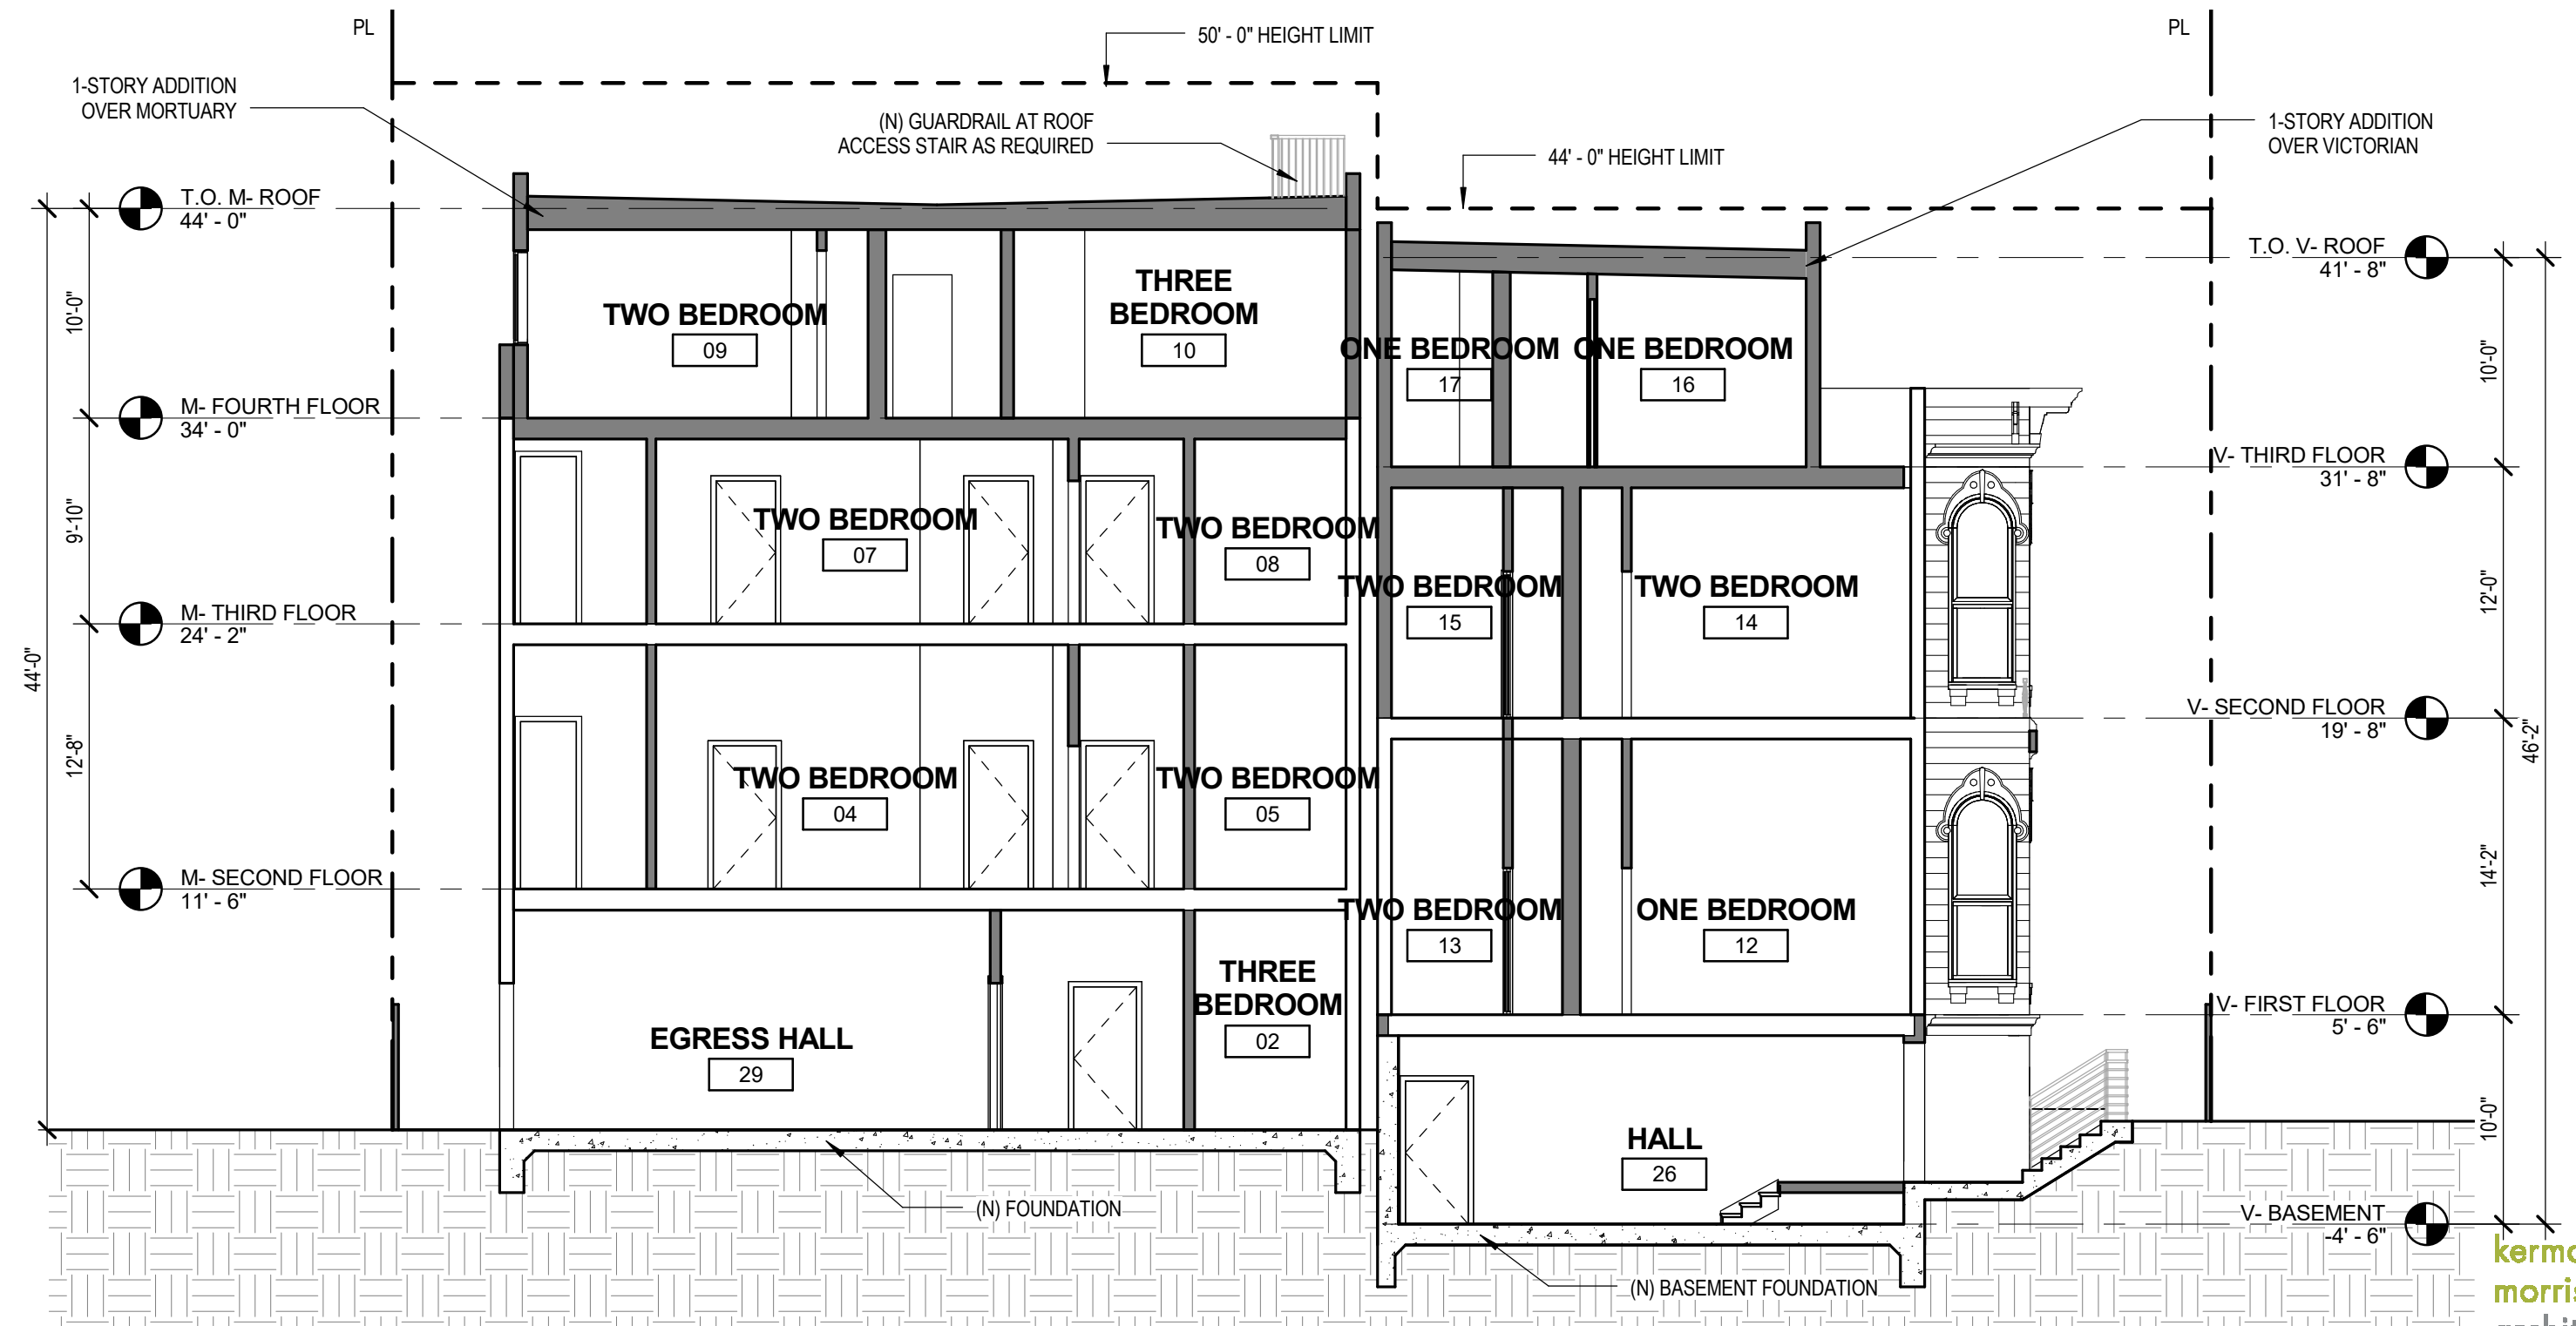 PL
50' - 0" HEIGHT LIMIT
PL
1-STORY ADDITION
OVER MORTUARY
(N) GUARDRAIL AT ROOF
ACCESS STAIR AS REQUIRED
44' - 0" HEIGHT LIMIT
1-STORY ADDITION
OVER VICTORIAN
T.O. M- ROOF
44' - 0"
T.O. V- ROOF
41' - 8"
10'-0"
TWO BEDROOM
09
THREE
BEDROOM
10
ONE BEDROOM
17
ONE BEDROOM
16
10'-0"
M- FOURTH FLOOR
34' - 0"
V- THIRD FLOOR
31' - 8"
9'-10"
TWO BEDROOM
07
TWO BEDROOM
08
TWO BEDROOM
15
TWO BEDROOM
14
12'-0"
M- THIRD FLOOR
24' - 2"
44'-0"
V- SECOND FLOOR
19' - 8"
46'-2"
12'-8"
TWO BEDROOM
04
TWO BEDROOM
05
TWO BEDROOM
13
ONE BEDROOM
12
14'-2"
M- SECOND FLOOR
11' - 6"
THREE
BEDROOM
02
V- FIRST FLOOR
5' - 6"
EGRESS HALL
29
HALL
26
10'-0"
(N) FOUNDATION
V- BASEMENT
-4' - 6"
(N) BASEMENT FOUNDATION
kermo
morris